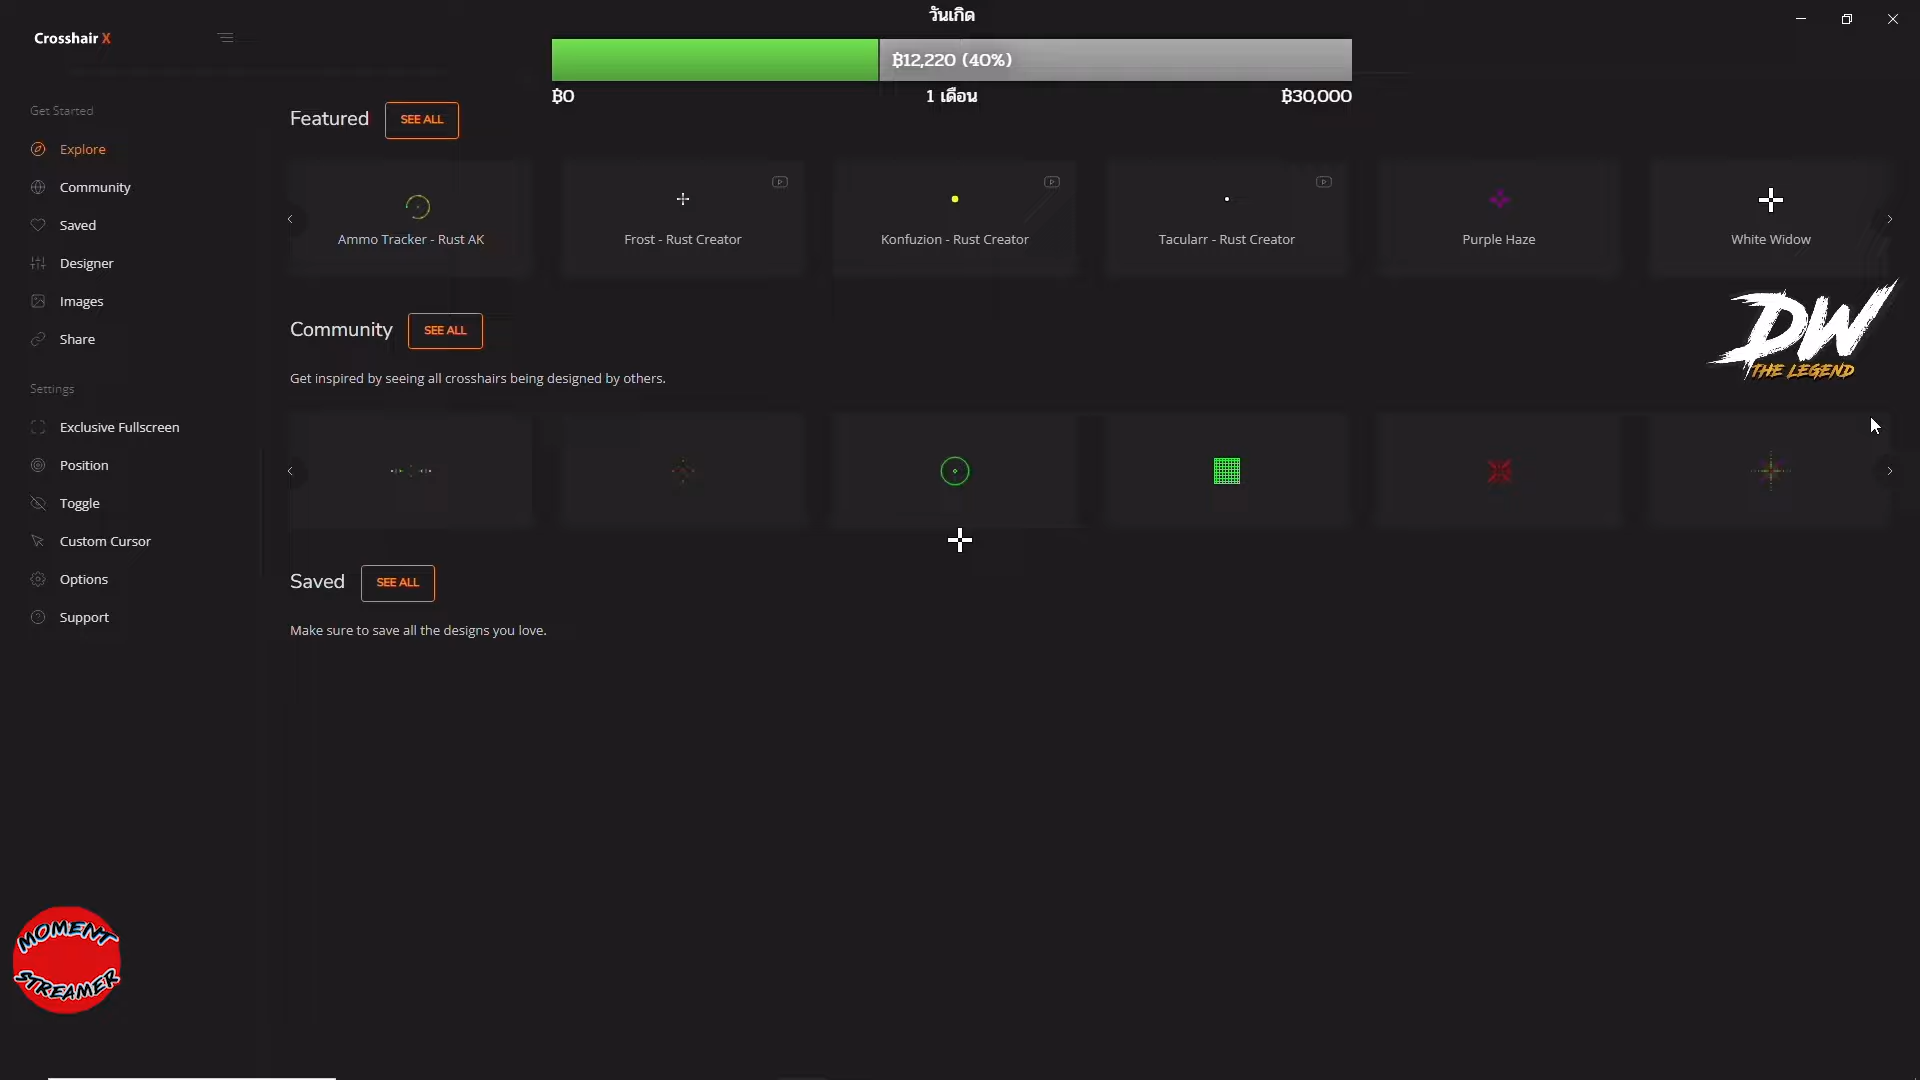 วันเกิด
Crosshair X
฿12,220 (40%)
฿0
1 เดือน
฿30,000
Get Started
Explore
Community
Saved
Designer
Images
Share
Settings
Exclusive Fullscreen
Position
Toggle
Custom Cursor
Options
Support
Featured
SEE ALL
Ammo Tracker - Rust AK
Frost - Rust Creator
Konfuzion - Rust Creator
Tacularr - Rust Creator
Purple Haze
White Widow
DW
THE LEGEND
Community
SEE ALL
Get inspired by seeing all crosshairs being designed by others.
Saved
SEE ALL
Make sure to save all the designs you love.
MOMENT
STREAMER